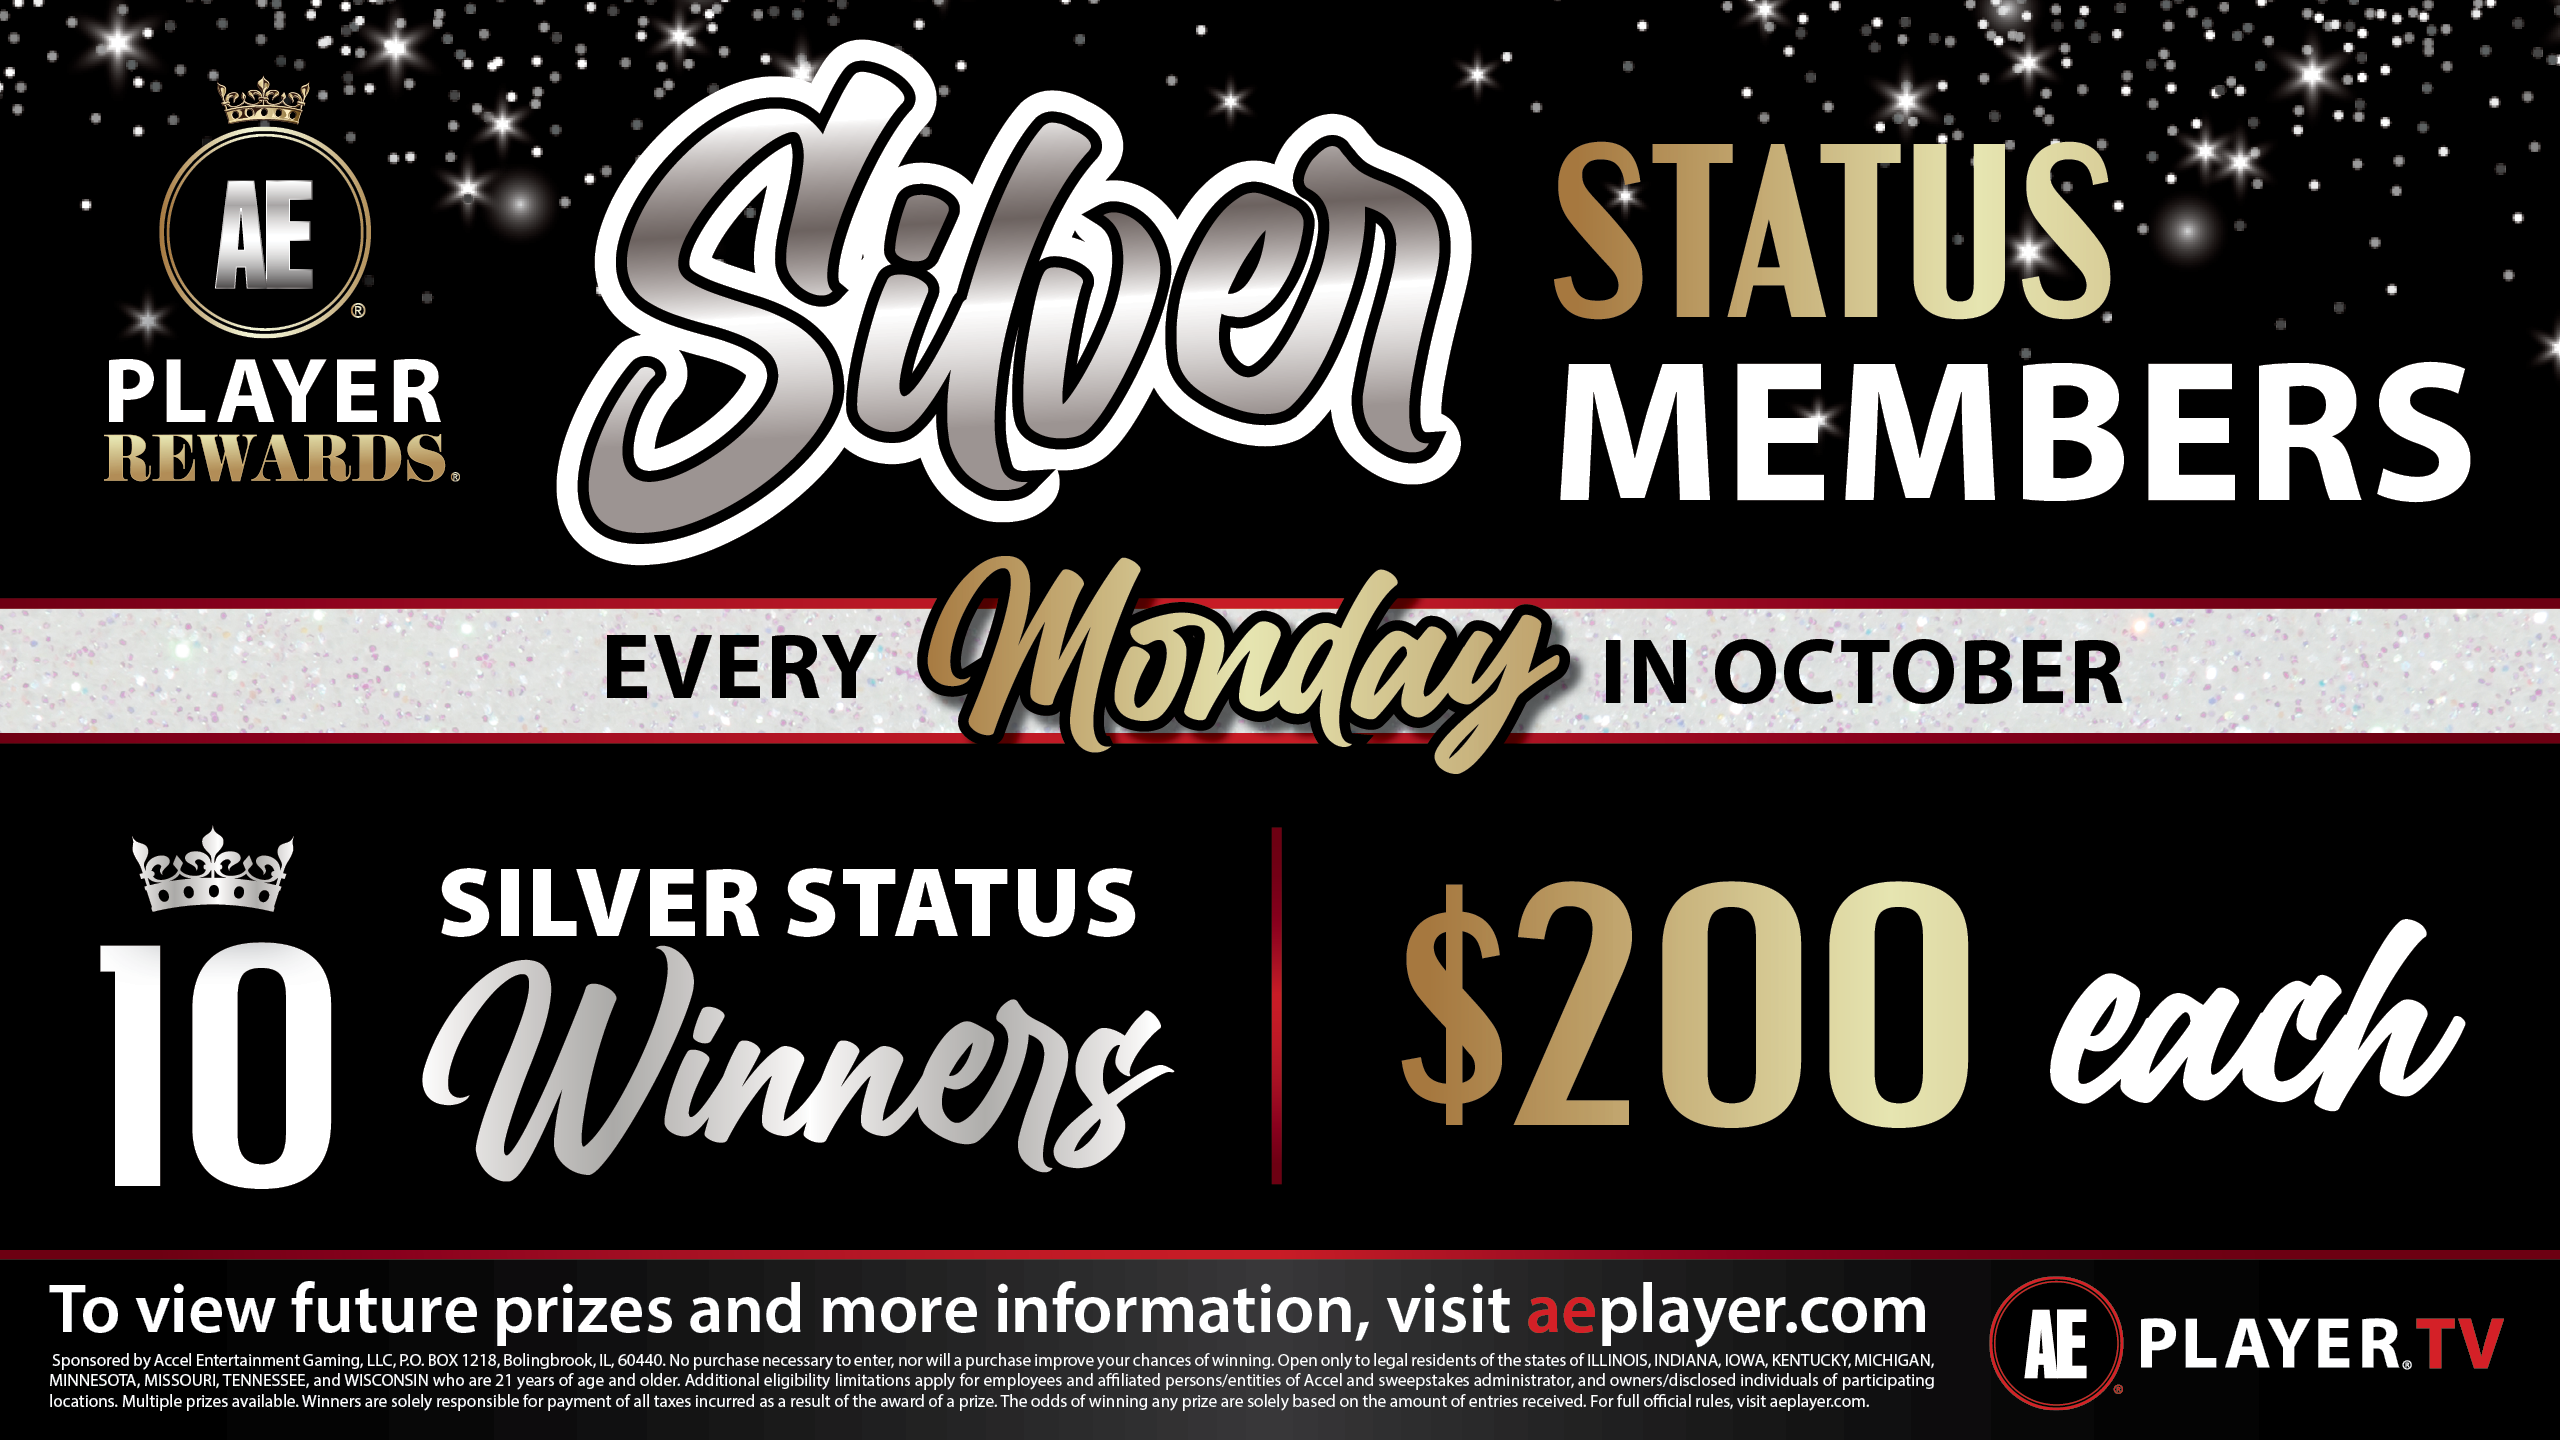 AE®
PLAYER
REWARDS®
Silver
STATUS
MEMBERS
EVERY Monday IN OCTOBER
10
SILVER STATUS
Winners
$200 each
To view future prizes and more information, visit aeplayer.com
Sponsored by Accel Entertainment Gaming, LLC, P.O. BOX 1218, Bolingbrook, IL, 60440. No purchase necessary to enter, nor will a purchase improve your chances of winning. Open only to legal residents of the states of ILLINOIS, INDIANA, IOWA, KENTUCKY, MICHIGAN,
MINNESOTA, MISSOURI, TENNESSEE, and WISCONSIN who are 21 years of age and older. Additional eligibility limitations apply for employees and affiliated persons/entities of Accel and sweepstakes administrator, and owners/disclosed individuals of participating
locations. Multiple prizes available. Winners are solely responsible for payment of all taxes incurred as a result of the award of a prize. The odds of winning any prize are solely based on the amount of entries received. For full official rules, visit aeplayer.com.
AE® PLAYER®TV